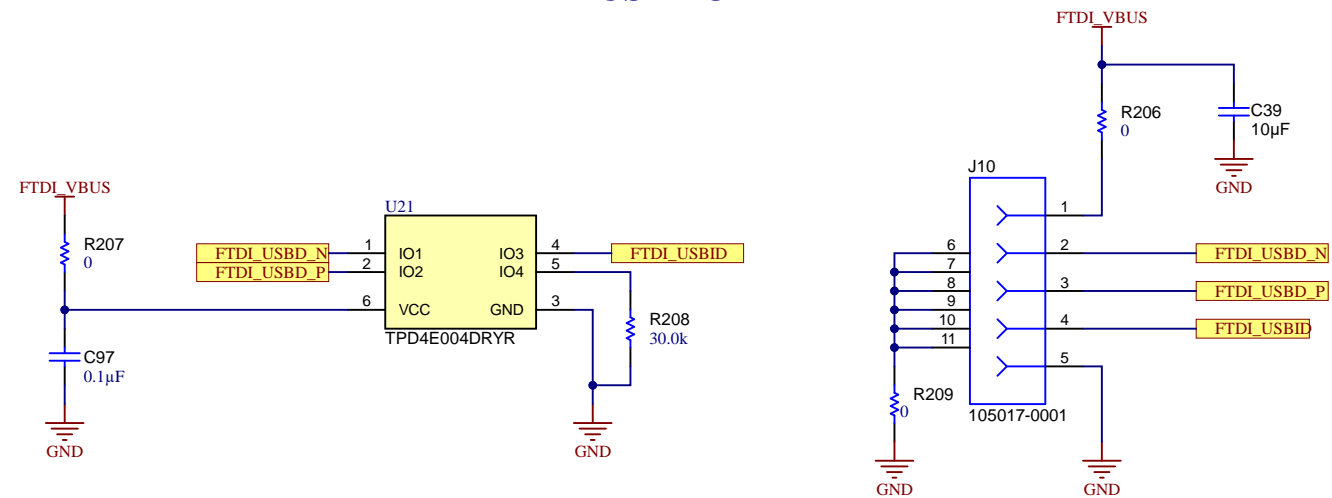 FTDI_VBUS
R206
0
C39
10µF
GND
J10
1
2
3
4
5
6
7
8
9
10
11
FTDI_USBD_N
FTDI_USBD_P
FTDI_USBID
R209
0
105017-0001
GND
GND
FTDI_VBUS
R207
0
C97
0.1µF
GND
U21
FTDI_USBD_N
FTDI_USBD_P
1
2
6
IO1
IO2
VCC
IO3
IO4
GND
4
5
3
FTDI_USBID
TPD4E004DRYR
R208
30.0k
GND